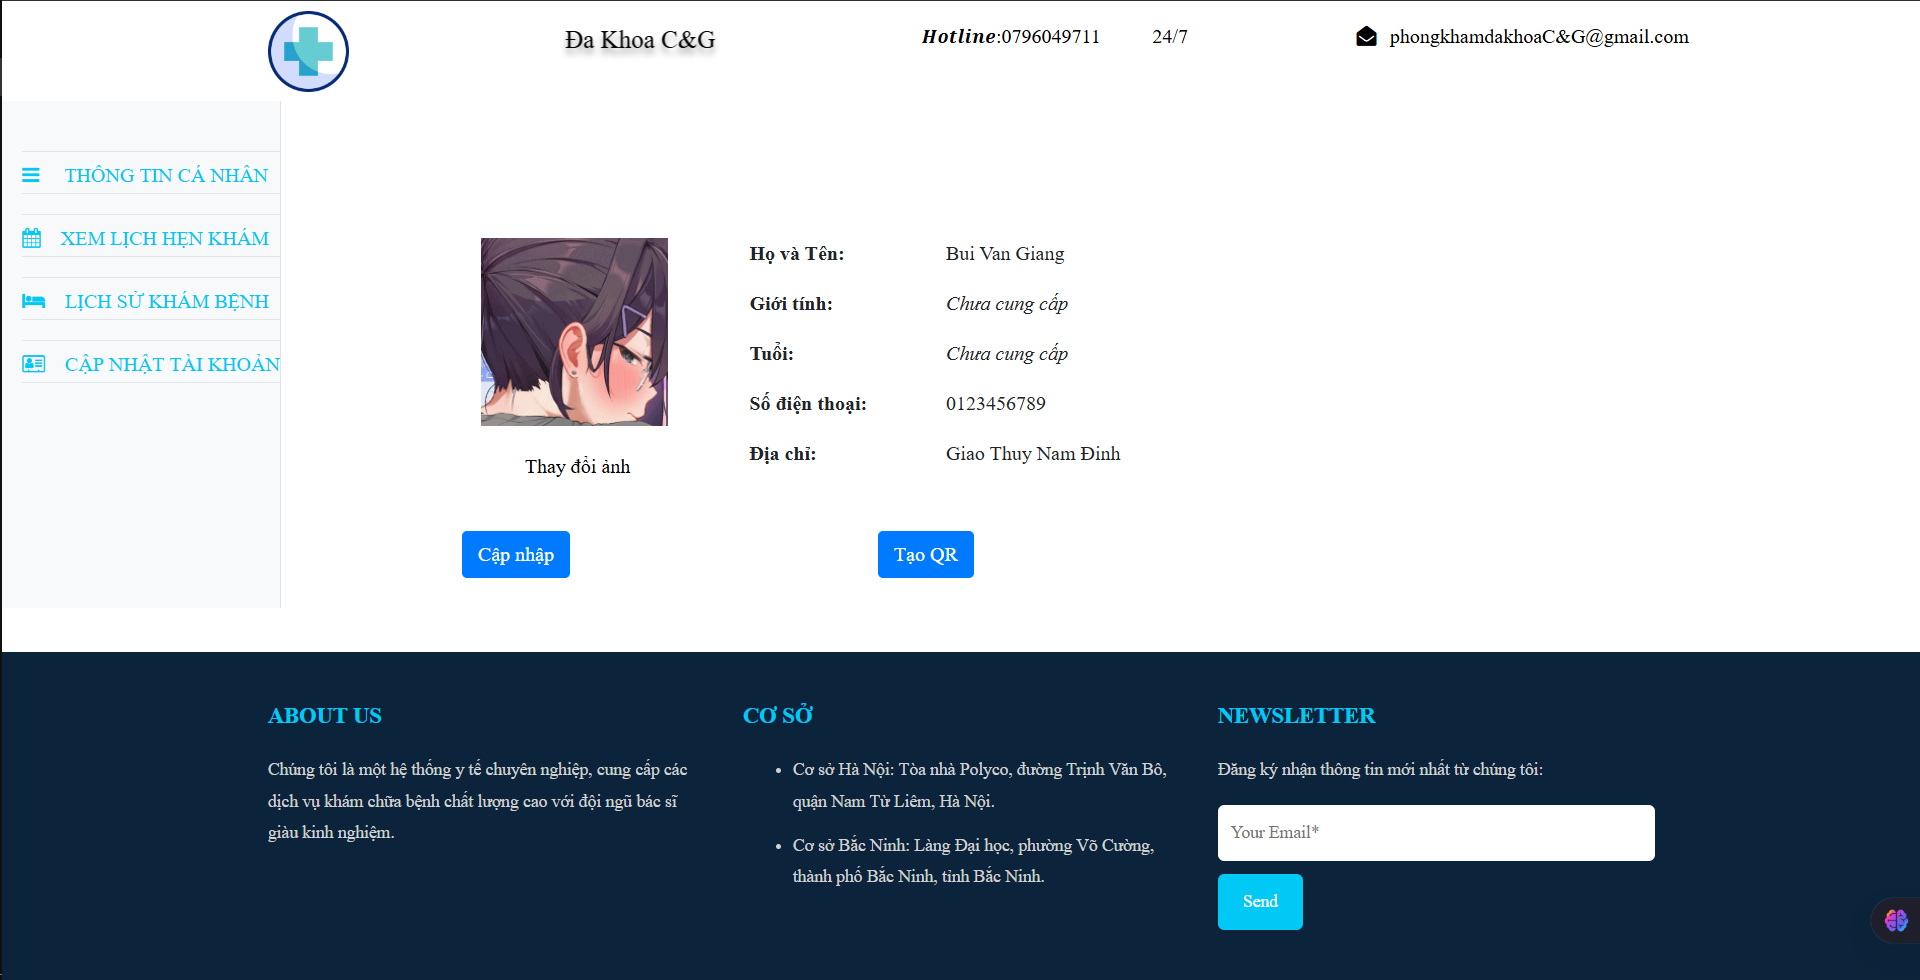 Đa Khoa C&G
Hotline:0796049711
24/7
phongkhamdakhoaC&G@gmail.com
THÔNG TIN CÁ NHÂN
XEM LỊCH HẸN KHÁM
LỊCH SỬ KHÁM BỆNH
CẬP NHẬT TÀI KHOẢN
Thay đổi ảnh
Họ và Tên: Bui Van Giang
Giới tính: Chưa cung cấp
Tuổi: Chưa cung cấp
Số điện thoại: 0123456789
Địa chỉ: Giao Thuy Nam Đinh
Cập nhập
Tạo QR
ABOUT US
Chúng tôi là một hệ thống y tế chuyên nghiệp, cung cấp các
dịch vụ khám chữa bệnh chất lượng cao với đội ngũ bác sĩ
giàu kinh nghiệm.
CƠ SỞ
• Cơ sở Hà Nội: Tòa nhà Polyco, đường Trịnh Văn Bô,
quận Nam Từ Liêm, Hà Nội.
• Cơ sở Bắc Ninh: Làng Đại học, phường Võ Cường,
thành phố Bắc Ninh, tỉnh Bắc Ninh.
NEWSLETTER
Đăng ký nhận thông tin mới nhất từ chúng tôi:
Your Email*
Send